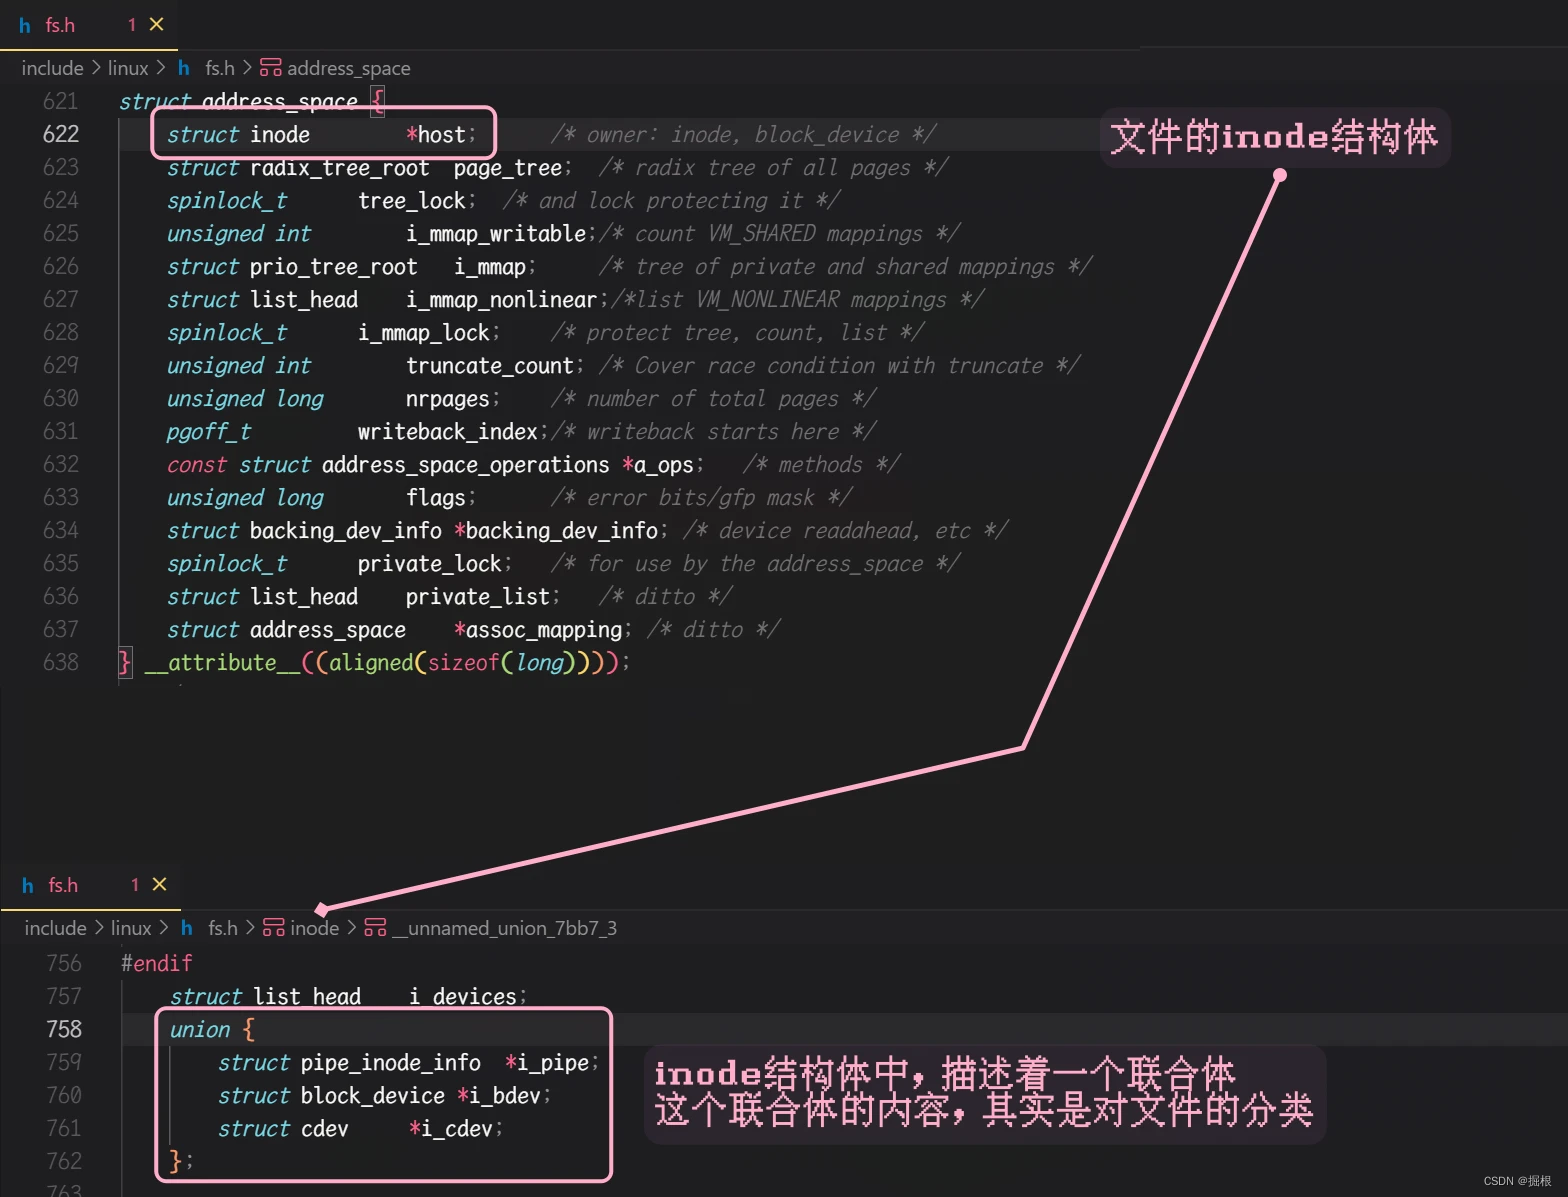 h fs.h 1 ×
include > linux > h fs.h > address_space
621 struct address_space {
622 struct inode *host; /* owner: inode, block_device */
文件的inode结构体
623 struct radix_tree_root page_tree; /* radix tree of all pages */
624 spinlock_t tree_lock; /* and lock protecting it */
625 unsigned int i_mmap_writable;/* count VM_SHARED mappings */
626 struct prio_tree_root i_mmap; /* tree of private and shared mappings */
627 struct list_head i_mmap_nonlinear;/*list VM_NONLINEAR mappings */
628 spinlock_t i_mmap_lock; /* protect tree, count, list */
629 unsigned int truncate_count; /* Cover race condition with truncate */
630 unsigned long nrpages; /* number of total pages */
631 pgoff_t writeback_index;/* writeback starts here */
632 const struct address_space_operations *a_ops; /* methods */
633 unsigned long flags; /* error bits/gfp mask */
634 struct backing_dev_info *backing_dev_info; /* device readahead, etc */
635 spinlock_t private_lock; /* for use by the address_space */
636 struct list_head private_list; /* ditto */
637 struct address_space *assoc_mapping; /* ditto */
638 } __attribute__((aligned(sizeof(long))));
h fs.h 1 ×
include > linux > h fs.h > inode > __unnamed_union_7bb7_3
756 #endif
757 struct list_head i_devices;
758 union {
759 struct pipe_inode_info *i_pipe;
760 struct block_device *i_bdev;
761 struct cdev *i_cdev;
762 };
763
inode结构体中，描述着一个联合体
这个联合体的内容，其实是对文件的分类
CSDN @掘根